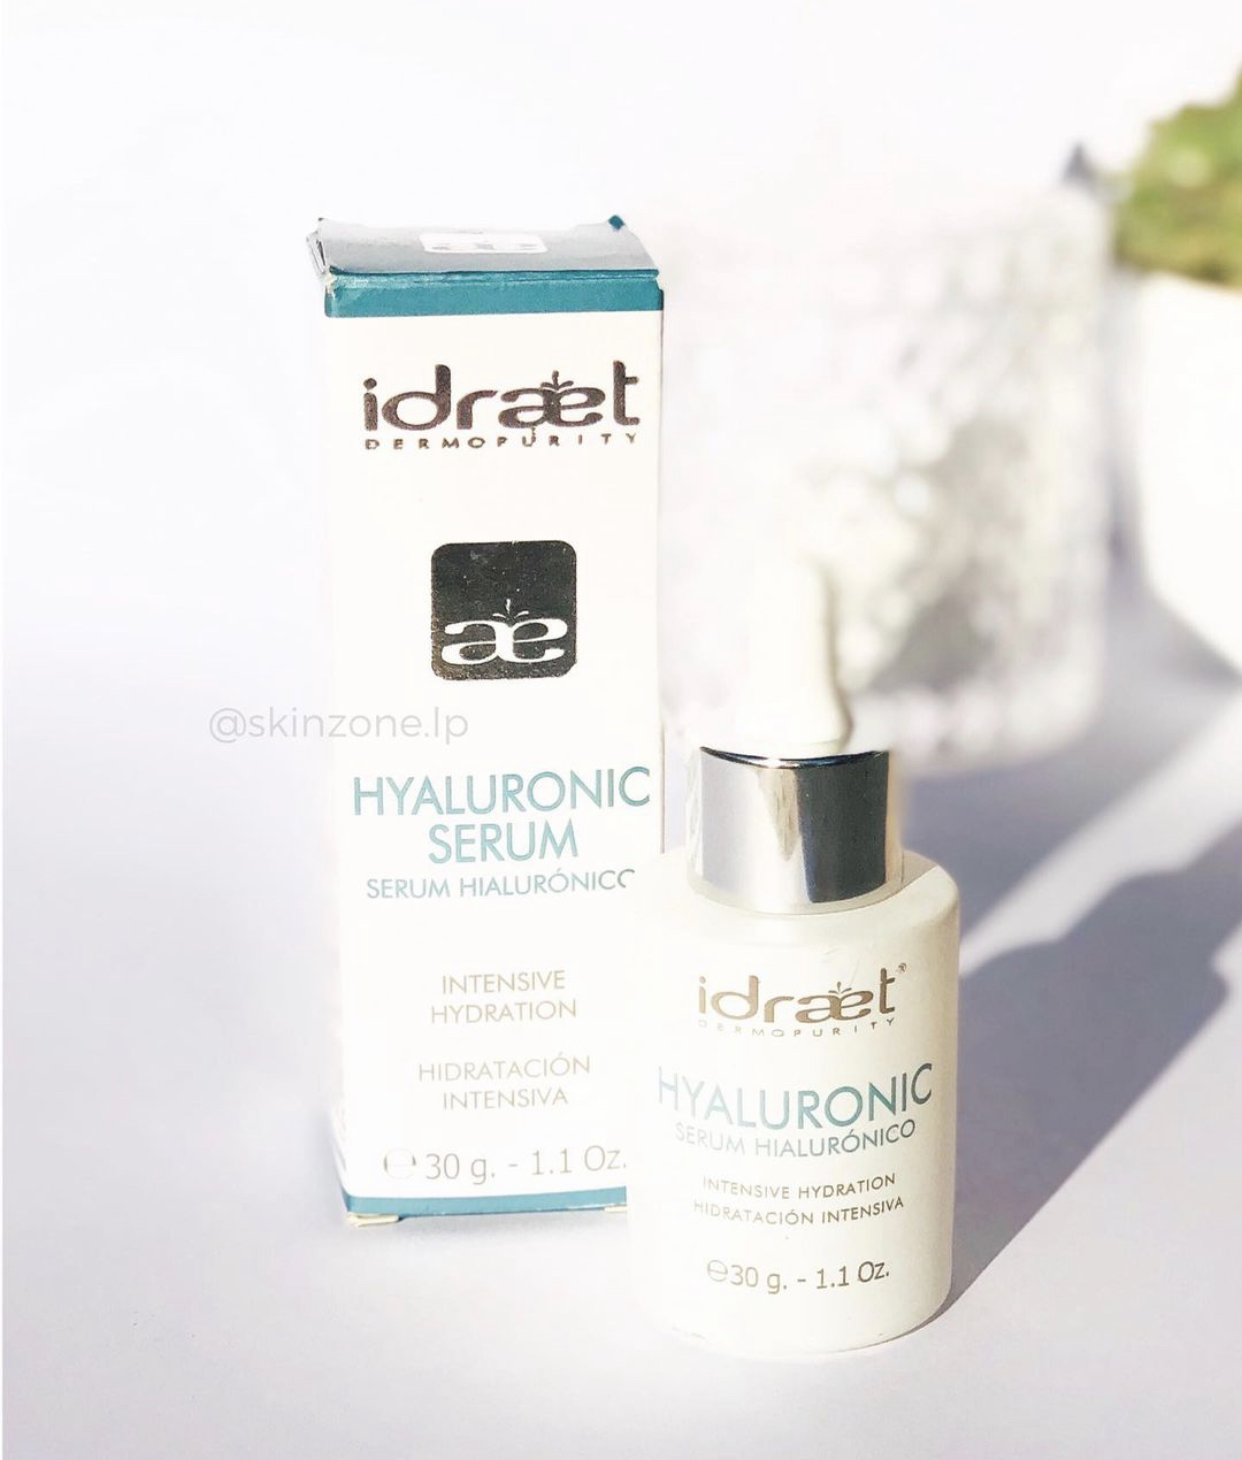 idraet
DERMOPURITY
ae
@skinzone.lp
HYALURONIC
SERUM
SERUM HIALURÓNICO
INTENSIVE
HYDRATION
HIDRATACIÓN
INTENSIVA
℮ 30 g. - 1.1 Oz.
idraet®
DERMOPURITY
HYALURONIC
SERUM HIALURÓNICO
INTENSIVE HYDRATION
HIDRATACIÓN INTENSIVA
℮30 g. - 1.1 Oz.